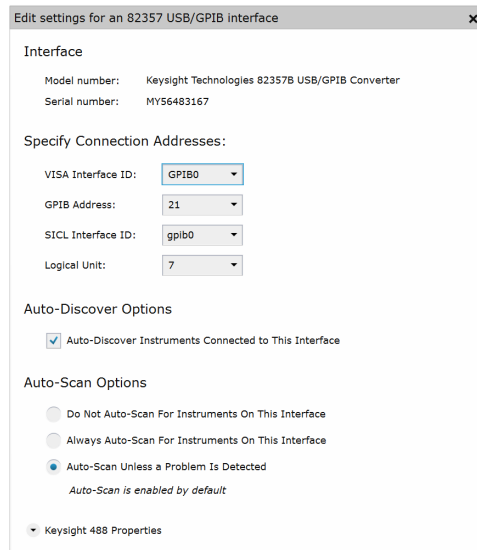 Edit settings for an 82357 USB/GPIB interface
Interface
Model number: Keysight Technologies 82357B USB/GPIB Converter
Serial number: MY56483167
Specify Connection Addresses:
VISA Interface ID: GPIB0
GPIB Address: 21
SICL Interface ID: gpib0
Logical Unit: 7
Auto-Discover Options
Auto-Discover Instruments Connected to This Interface
Auto-Scan Options
Do Not Auto-Scan For Instruments On This Interface
Always Auto-Scan For Instruments On This Interface
Auto-Scan Unless a Problem Is Detected
Auto-Scan is enabled by default
Keysight 488 Properties